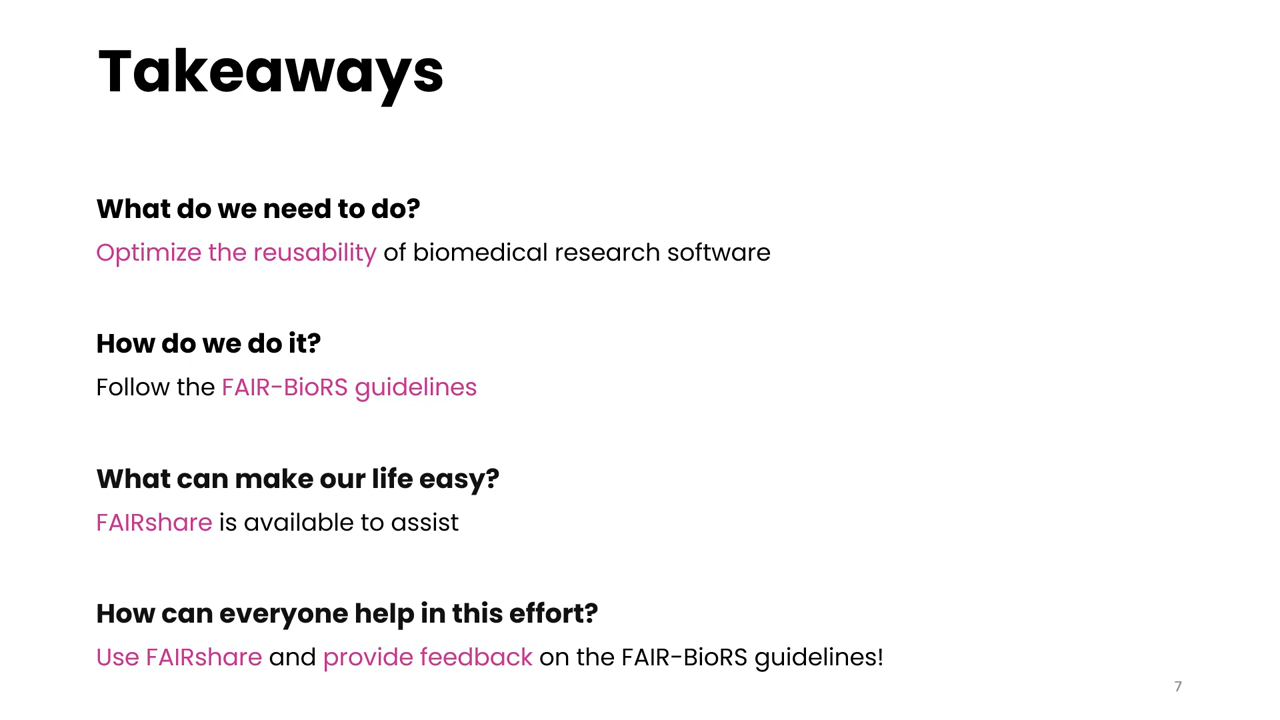 Takeaways
What do we need to do?
Optimize the reusability of biomedical research software
How do we do it?
Follow the FAIR-BioRS guidelines
What can make our life easy?
FAIRshare is available to assist
How can everyone help in this effort?
Use FAIRshare and provide feedback on the FAIR-BioRS guidelines!
7